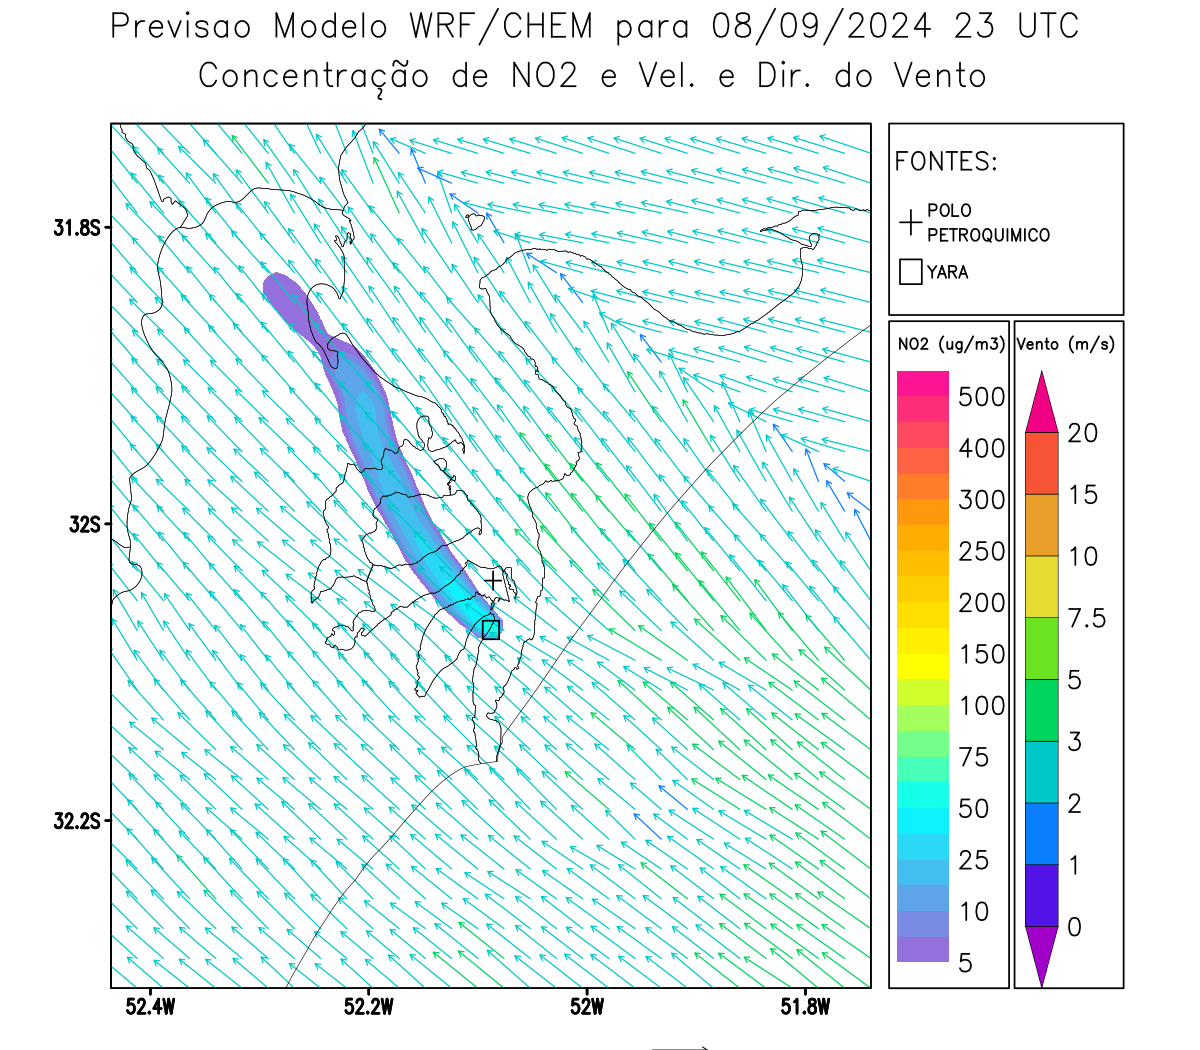 Previsao Modelo WRF/CHEM para 08/09/2024 23 UTC
Concentração de NO2 e Vel. e Dir. do Vento
FONTES:
POLO
PETROQUIMICO
YARA
NO2 (ug/m3)
500
400
300
250
200
150
100
75
50
25
10
5
Vento (m/s)
20
15
10
7.5
5
3
2
1
0
31.8S
32S
32.2S
52.4W
52.2W
52W
51.8W